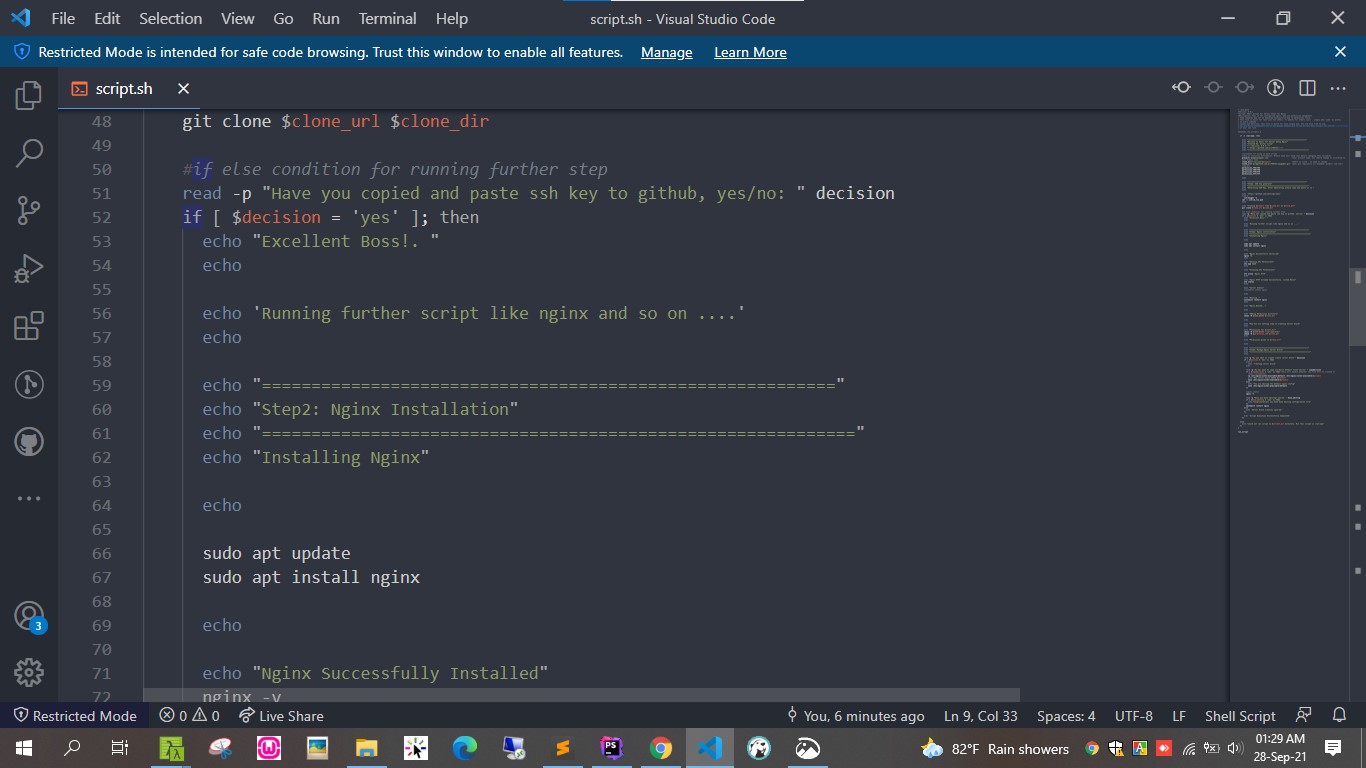 File Edit Selection View Go Run Terminal Help script.sh - Visual Studio Code
Restricted Mode is intended for safe code browsing. Trust this window to enable all features. Manage Learn More
script.sh
48 git clone $clone_url $clone_dir
49
50 #if else condition for running further step
51 read -p "Have you copied and paste ssh key to github, yes/no: " decision
52 if [ $decision = 'yes' ]; then
53 echo "Excellent Boss!. "
54 echo
55
56 echo 'Running further script like nginx and so on ....'
57 echo
58
59 echo "=========================================================="
60 echo "Step2: Nginx Installation"
61 echo "============================================================"
62 echo "Installing Nginx"
63
64 echo
65
66 sudo apt update
67 sudo apt install nginx
68
69 echo
70
71 echo "Nginx Successfully Installed"
72 nginx -v
3
Restricted Mode 0 0 Live Share You, 6 minutes ago Ln 9, Col 33 Spaces: 4 UTF-8 LF Shell Script
82°F Rain showers 01:29 AM
28-Sep-21